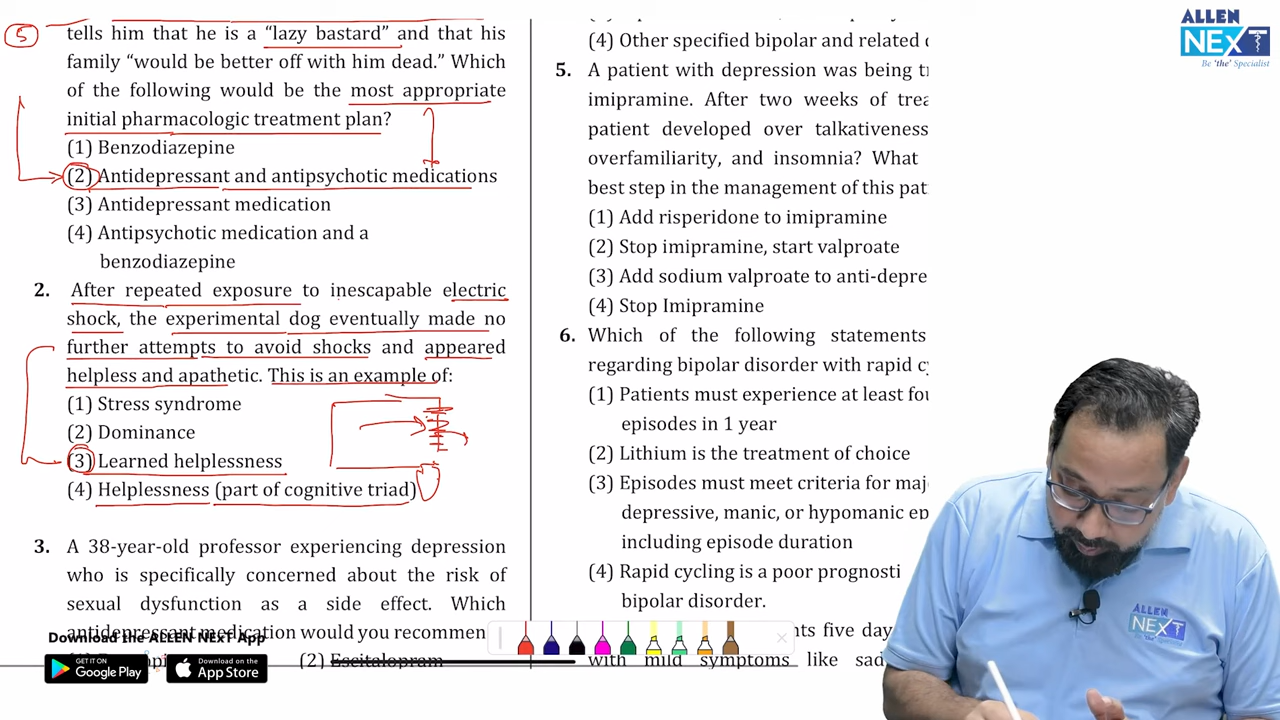 5
tells him that he is a “lazy bastard” and that his
family “would be better off with him dead.” Which
of the following would be the most appropriate
initial pharmacologic treatment plan?
(1) Benzodiazepine
(2) Antidepressant and antipsychotic medications
(3) Antidepressant medication
(4) Antipsychotic medication and a
benzodiazepine
2. After repeated exposure to inescapable electric
shock, the experimental dog eventually made no
further attempts to avoid shocks and appeared
helpless and apathetic. This is an example of:
(1) Stress syndrome
(2) Dominance
(3) Learned helplessness
(4) Helplessness (part of cognitive triad)
3. A 38-year-old professor experiencing depression
who is specifically concerned about the risk of
sexual dysfunction as a side effect. Which
antidepressant medication would you recommen
(2) Escitalopram
(4) Other specified bipolar and related
5. A patient with depression was being
imipramine. After two weeks of
patient developed over talkativeness
overfamiliarity, and insomnia? What
best step in the management of this
(1) Add risperidone to imipramine
(2) Stop imipramine, start valproate
(3) Add sodium valproate to anti-depre
(4) Stop Imipramine
6. Which of the following statements
regarding bipolar disorder with rapid
(1) Patients must experience at least
episodes in 1 year
(2) Lithium is the treatment of choice
(3) Episodes must meet criteria for
depressive, manic, or hypomanic
including episode duration
(4) Rapid cycling is a poor prognosti
bipolar disorder.
five day
with mild symptoms like
Download the ALLEN NExT App
GET IT ON
Google Play
Download on the
App Store
ALLEN
NExT
Be 'the' Specialist
ALLEN
NExT